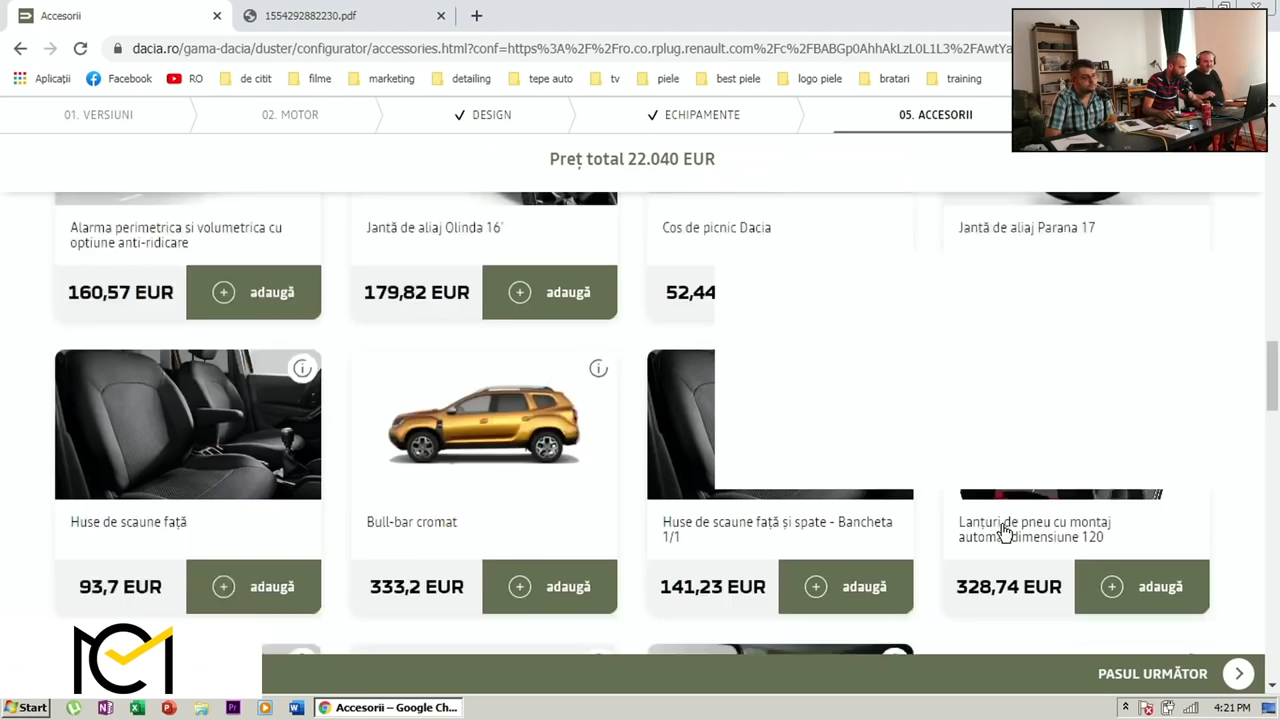 Accesorii
1554292882230.pdf
dacia.ro/gama-dacia/duster/configurator/accessories.html?conf=https%3A%2F%2Fro.co.rplug.renault.com%2Fc%2FBABGp0AhhAkLzL0L1L3%2FAwtYa
Aplicații Facebook RO de citit filme marketing detailing tepe auto tv piele best piele logo piele bratari training
01. VERSIUNI 02. MOTOR DESIGN ECHIPAMENTE 05. ACCESORII
Preț total 22.040 EUR
Alarma perimetrica si volumetrica cu
optiune anti-ridicare
Jantă de aliaj Olinda 16´
Cos de picnic Dacia
Jantă de aliaj Parana 17
160,57 EUR adaugă
179,82 EUR adaugă
52,44
Huse de scaune față
Bull-bar cromat
Huse de scaune față și spate - Bancheta
1/1
Lanțuri de pneu cu montaj
dimensiune 120
93,7 EUR adaugă
333,2 EUR adaugă
141,23 EUR adaugă
328,74 EUR adaugă
PASUL URMĂTOR
Start
Accesorii – Google Ch...
4:21 PM